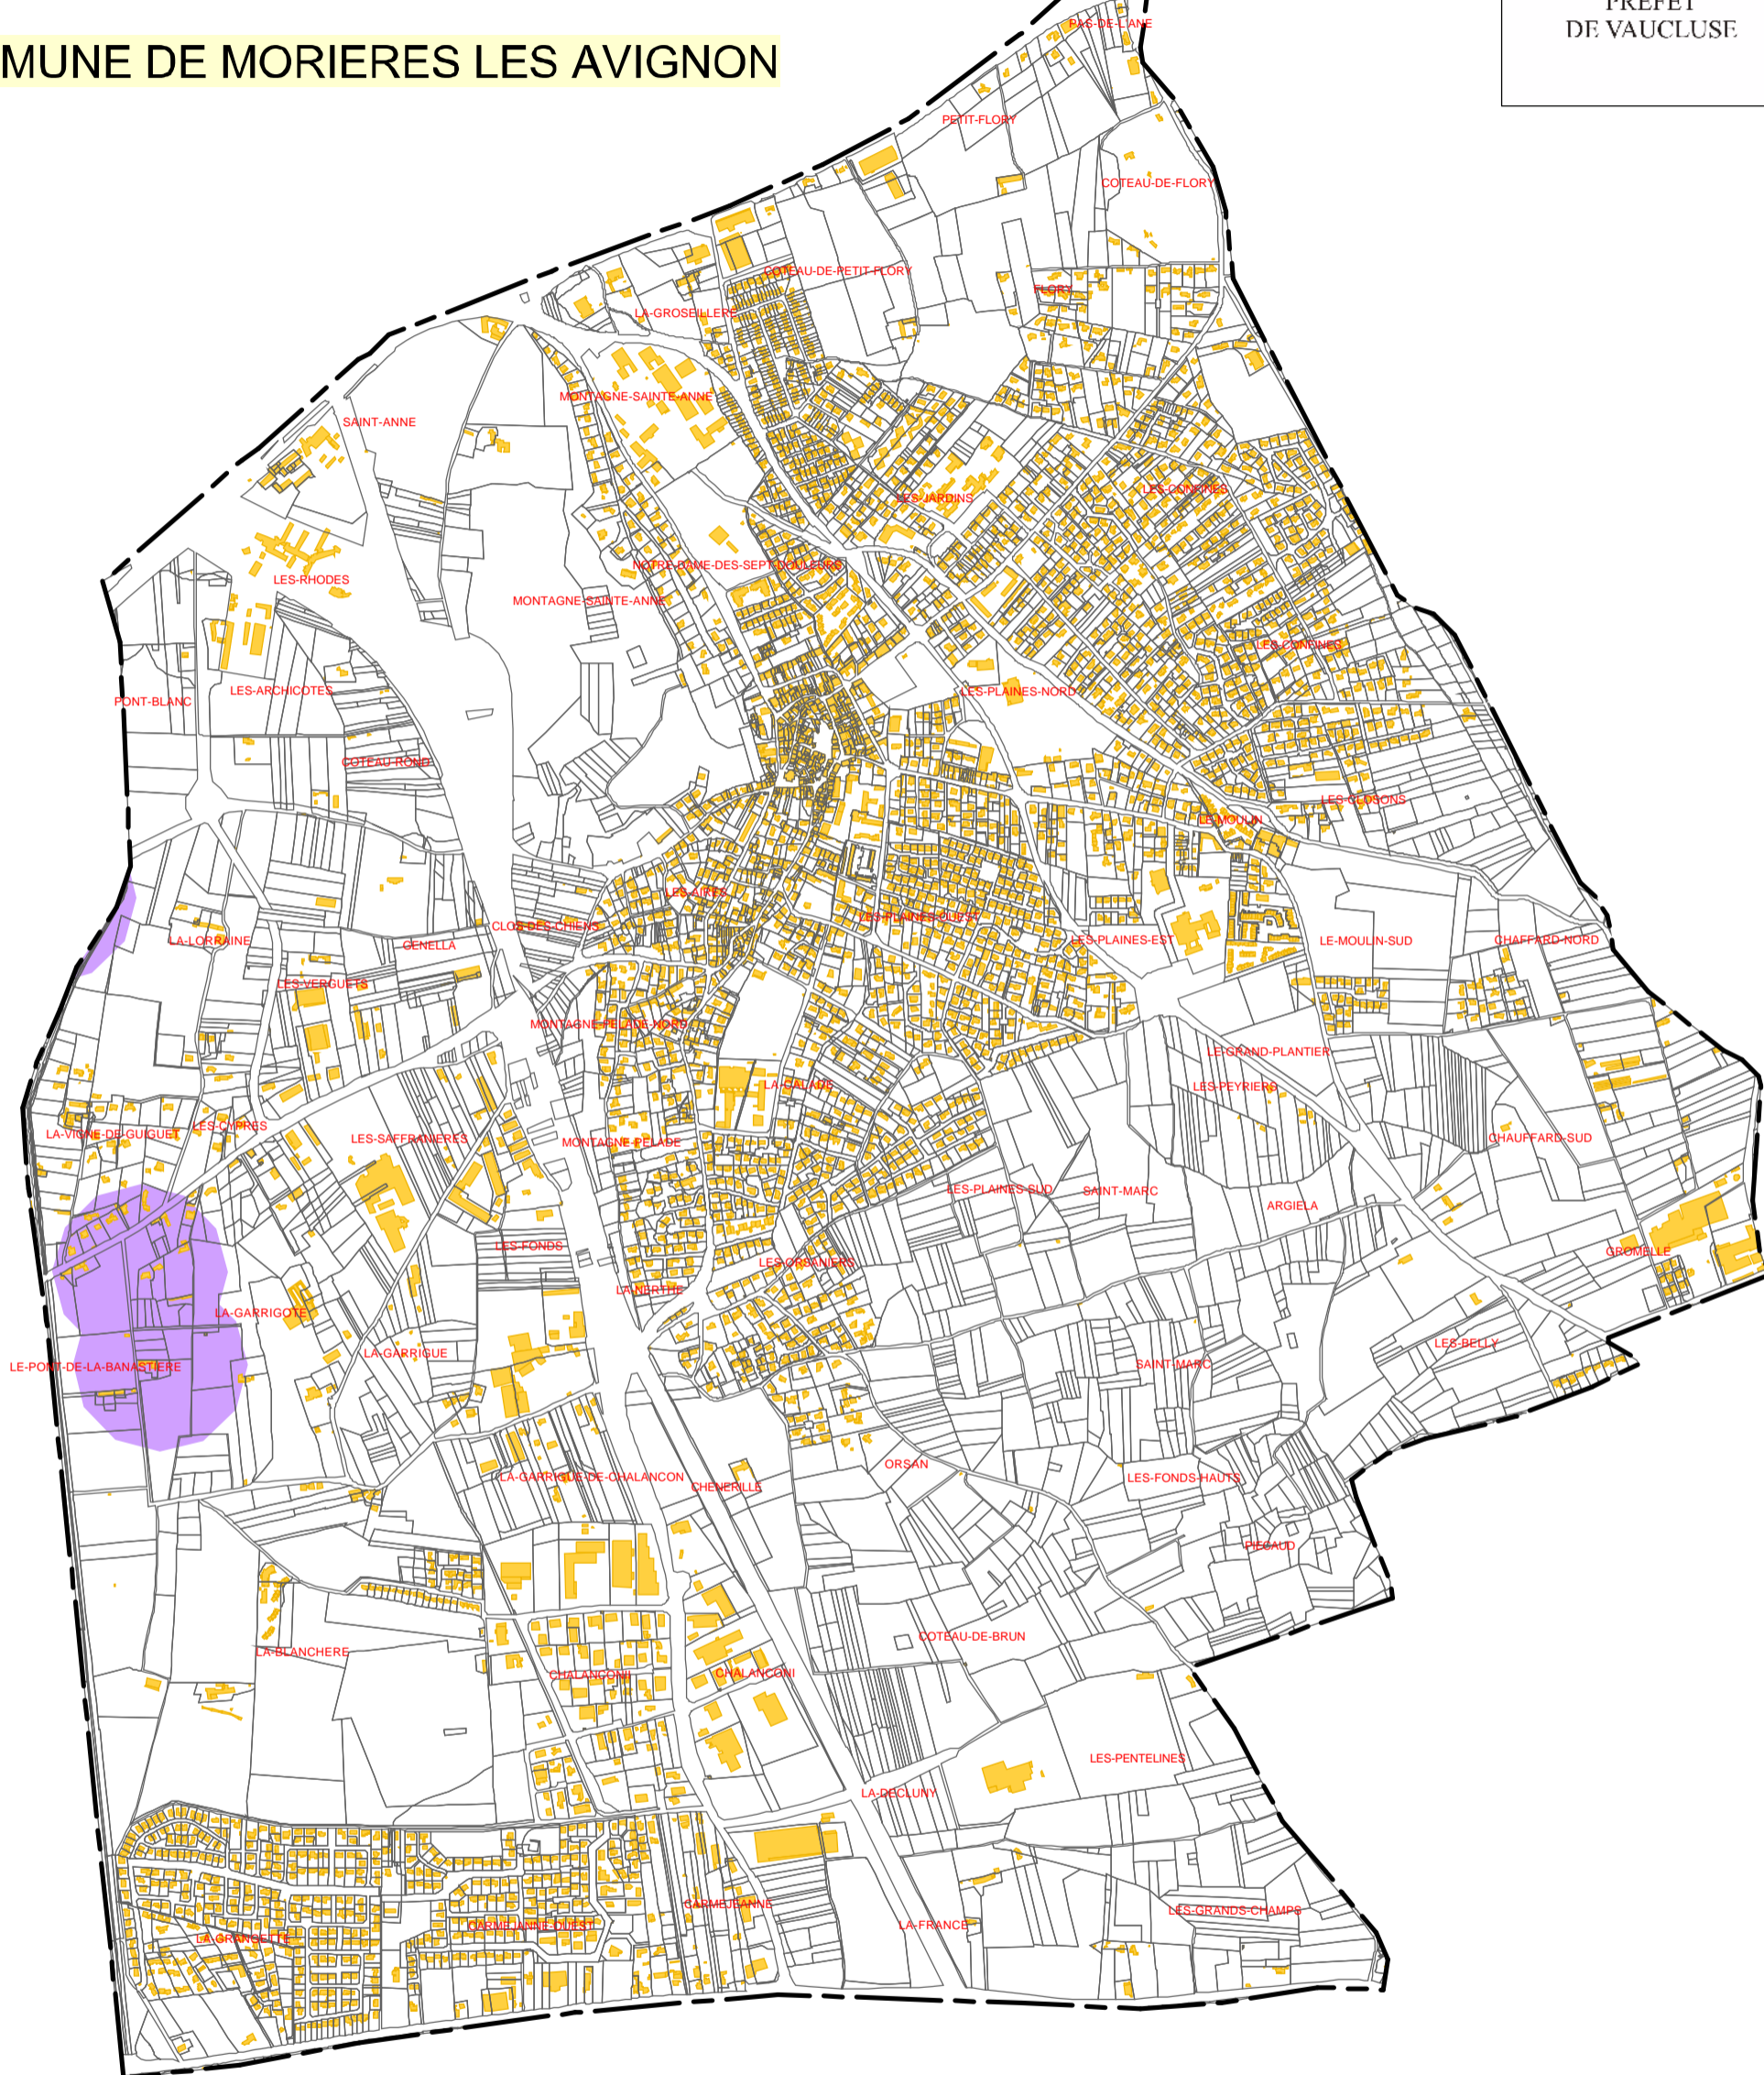 PREFET
DE VAUCLUSE
MUNE DE MORIERES LES AVIGNON
PAS-DE-L'ANE
PETIT-FLORY
COTEAU-DE-FLORY
COTEAU-DE-PETIT-FLORY
FLORY
LA-GROSEILLERE
MONTAGNE-SAINTE-ANNE
SAINT-ANNE
LES-JARDINS
LES-CONFINES
NOTRE-DAME-DES-SEPT-DOULEURS
LES-RHODES
MONTAGNE-SAINTE-ANNE
LES-CONFINES
LES-ARCHICOTES
LES-PLAINES-NORD
PONT-BLANC
COTEAU-ROND
LES-CLOSONS
LE-MOULIN
LES-AIRES
LES-PLAINES-OUEST
CLOS-DES-CHIENS
LA-LORRAINE
GENELLA
LES-PLAINES-EST
LE-MOULIN-SUD
CHAFFARD-NORD
LES-VERGUETS
MONTAGNE-PELADE-NORD
LE-GRAND-PLANTIER
LA-CALADE
LES-PEYRIERS
LES-CYPRES
LA-VIGNE-DE-GUIGUET
LES-SAFFRANIERES
MONTAGNE-PELADE
CHAUFFARD-SUD
LES-PLAINES-SUD
SAINT-MARC
ARGIELA
LES-FONDS
GROMELLE
LES-ORSANIERS
LA-NERTHE
LA-GARRIGOTE
LES-BELLY
LA-GARRIGUE
LE-PONT-DE-LA-BANASTIERE
SAINT-MARC
ORSAN
LA-GARRIGUE-DE-CHALANCON
LES-FONDS-HAUTS
CHENERILLE
PIECAUD
COTEAU-DE-BRUN
LA-BLANCHERE
CHALANCONI
CHALANCONII
LES-PENTELINES
LA-DECLUNY
CARMEJEANNE
LES-GRANDS-CHAMPS
LA-FRANCE
CARMEJANNE-OUEST
LA-GRANGETTE